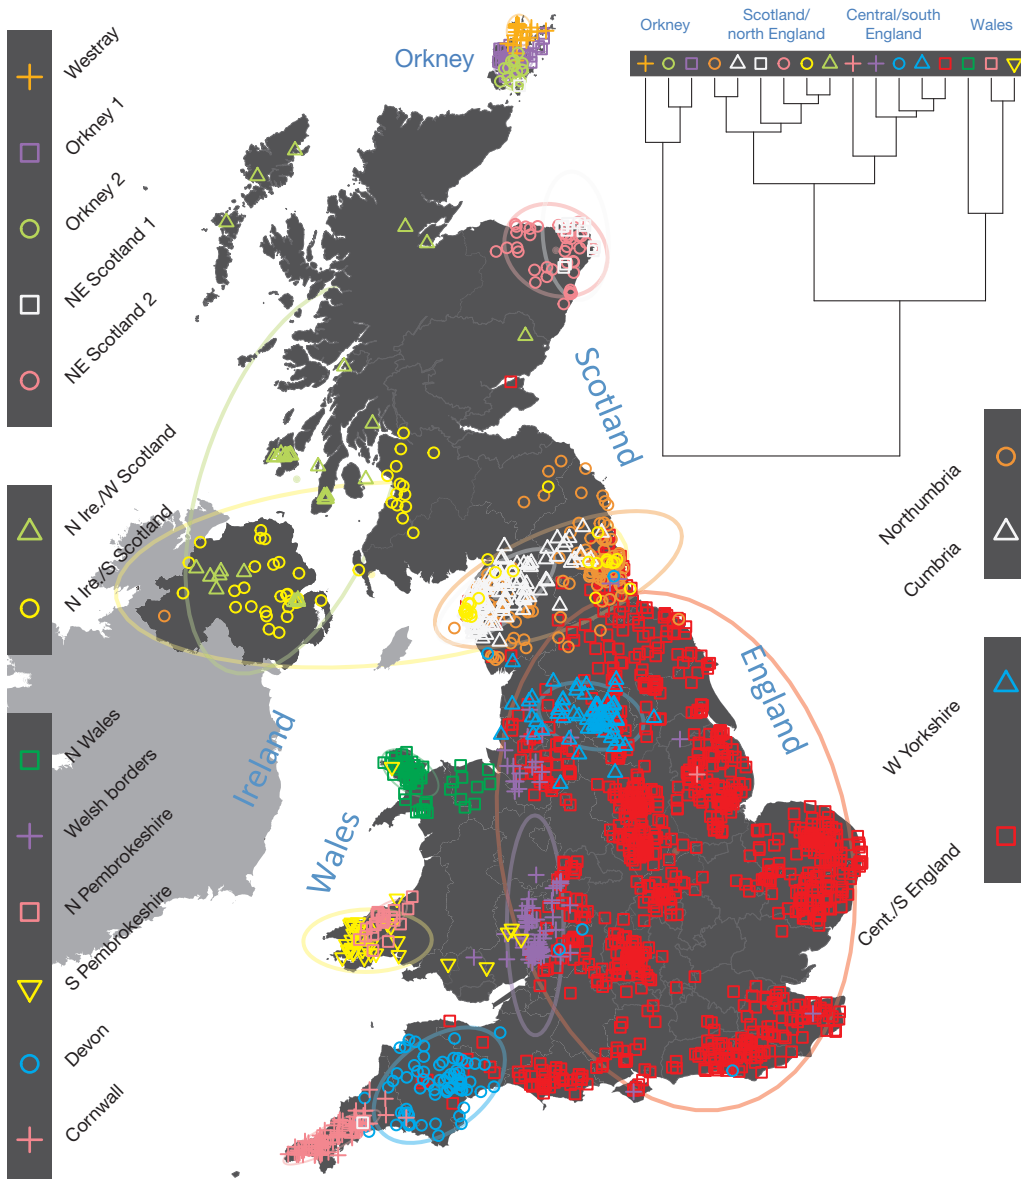 Orkney
Scotland/
north England
Central/south
England
Wales
Orkney
Westray
Orkney 1
Orkney 2
NE Scotland 1
NE Scotland 2
Scotland
N Ire./W Scotland
N Ire./S Scotland
Northumbria
Cumbria
England
Ireland
Wales
N Wales
Welsh borders
N Pembrokeshire
S Pembrokeshire
Devon
Cornwall
W Yorkshire
Cent./S England